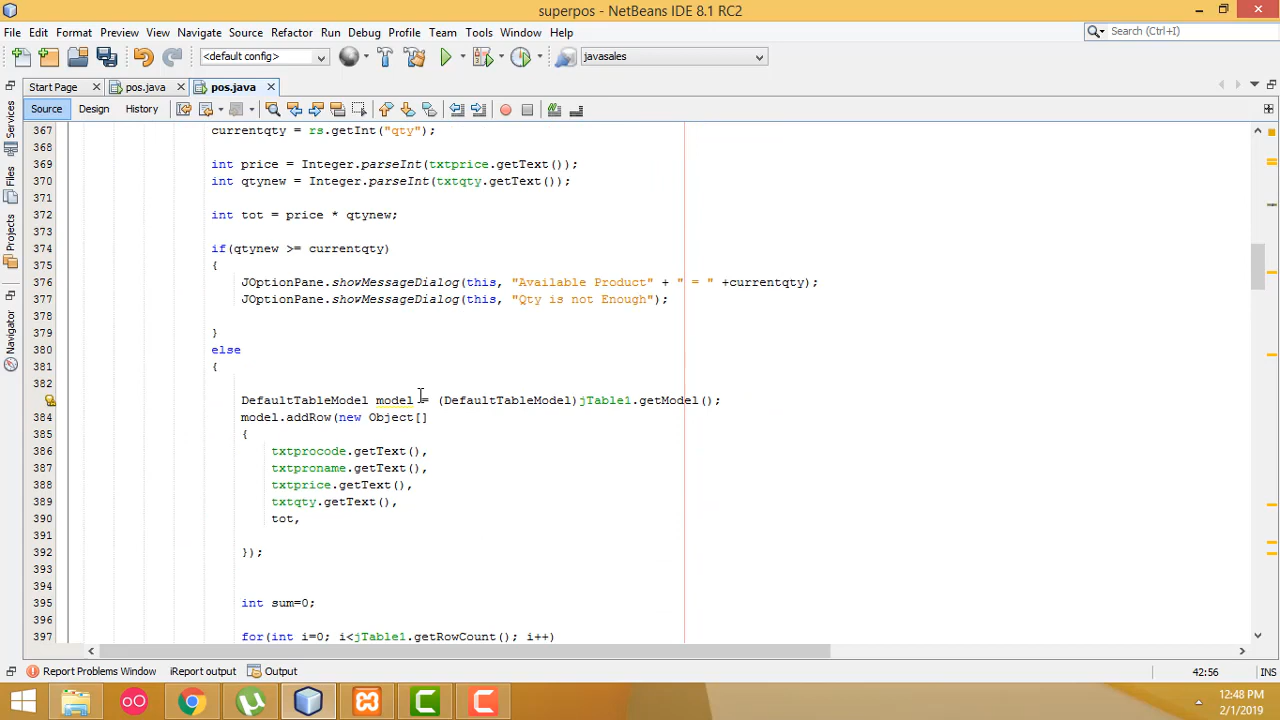 superpos - NetBeans IDE 8.1 RC2
File Edit Format Preview View Navigate Source Refactor Run Debug Profile Team Tools Window Help
Search (Ctrl+I)
<default config>
javasales
Start Page
pos.java
pos.java
Source Design History
Services
Files
Projects
Navigator
367 currentqty = rs.getInt("qty");
368
369 int price = Integer.parseInt(txtprice.getText());
370 int qtynew = Integer.parseInt(txtqty.getText());
371
372 int tot = price * qtynew;
373
374 if(qtynew >= currentqty)
375 {
376 JOptionPane.showMessageDialog(this, "Available Product" + " = " +currentqty);
377 JOptionPane.showMessageDialog(this, "Qty is not Enough");
378
379 }
380 else
381 {
382
DefaultTableModel model = (DefaultTableModel)jTable1.getModel();
384 model.addRow(new Object[]
385 {
386 txtprocode.getText(),
387 txtproname.getText(),
388 txtprice.getText(),
389 txtqty.getText(),
390 tot,
391
392 });
393
394
395 int sum=0;
396
397 for(int i=0; i<jTable1.getRowCount(); i++)
Report Problems Window
iReport output
Output
42:56
INS
12:48 PM
2/1/2019